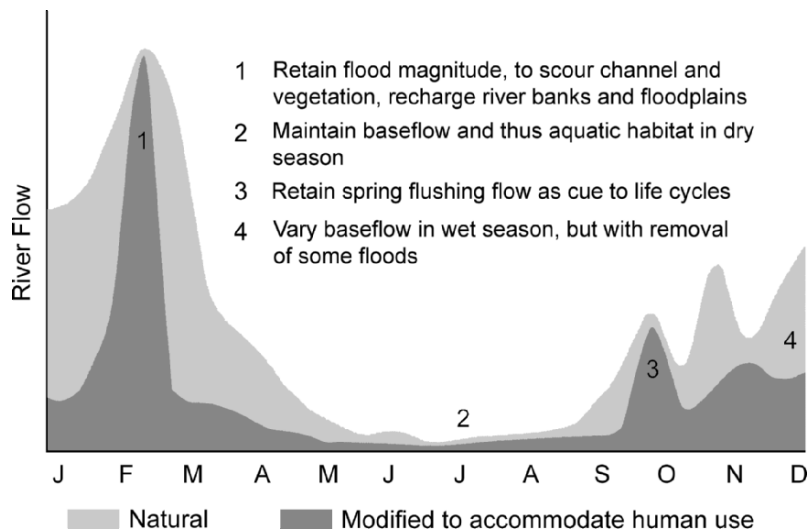 1 Retain flood magnitude, to scour channel and
vegetation, recharge river banks and floodplains
2 Maintain baseflow and thus aquatic habitat in dry
season
3 Retain spring flushing flow as cue to life cycles
4 Vary baseflow in wet season, but with removal
of some floods
River Flow
1
2
3
4
J F M A M J J A S O N D
Natural Modified to accommodate human use